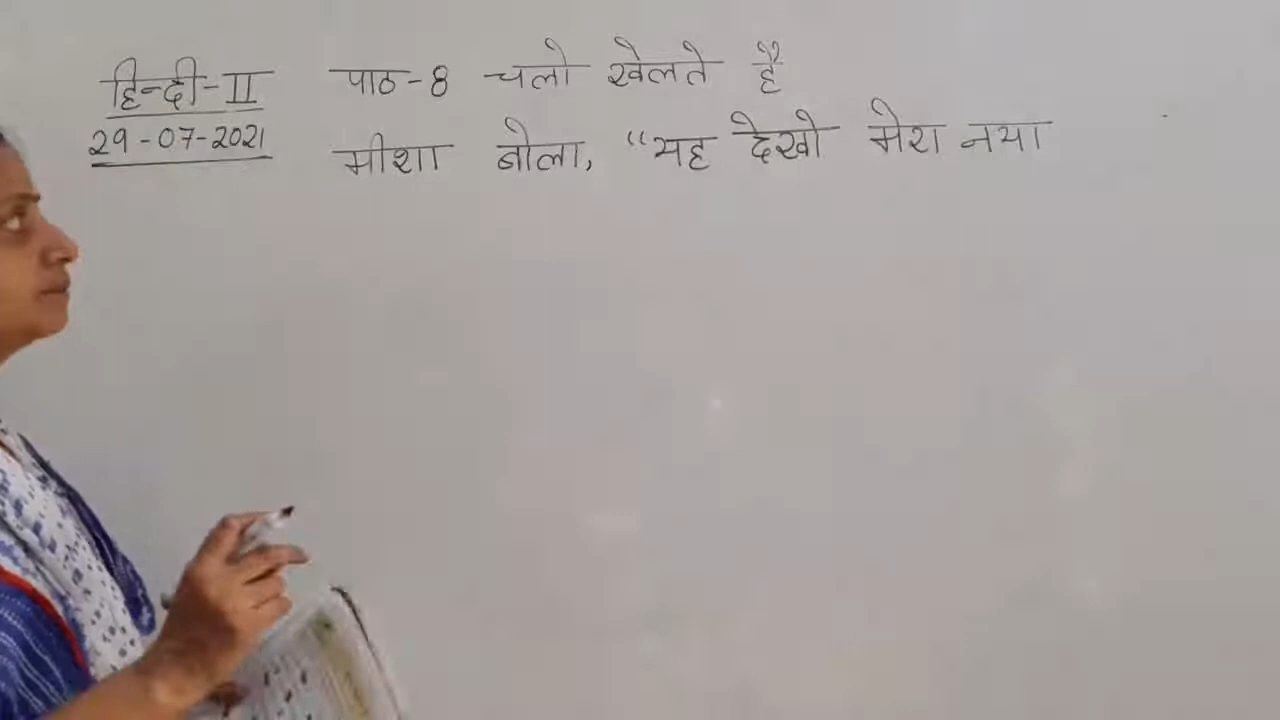 हिन्दी-II पाठ-8 चलो खेलते हैं
29-07-2021
मीशा बोला, “यह देखो मेरा नया